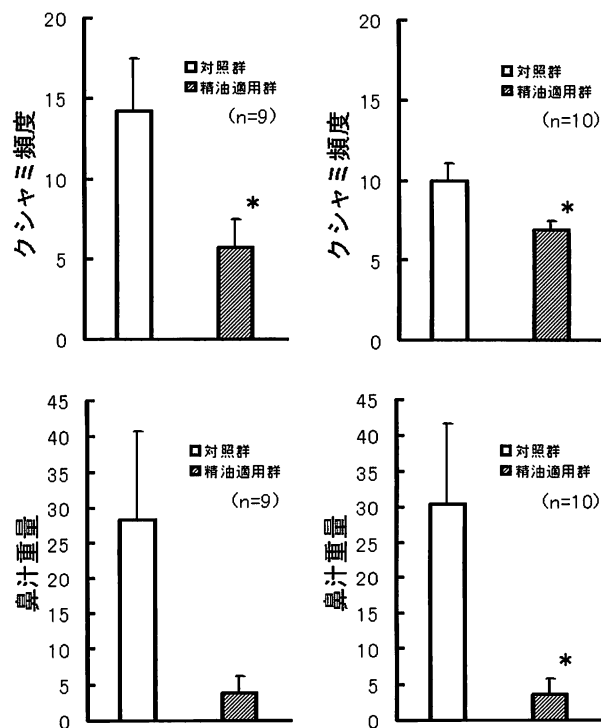 クシャミ頻度
20
15
10
5
0
□対照群
▨精油適用群
(n=9)
*
クシャミ頻度
20
15
10
5
0
□対照群
▨精油適用群
(n=10)
*
鼻汁重量
45
40
35
30
25
20
15
10
5
0
□対照群
▨精油適用群
(n=9)
鼻汁重量
45
40
35
30
25
20
15
10
5
0
□対照群
▨精油適用群
(n=10)
*